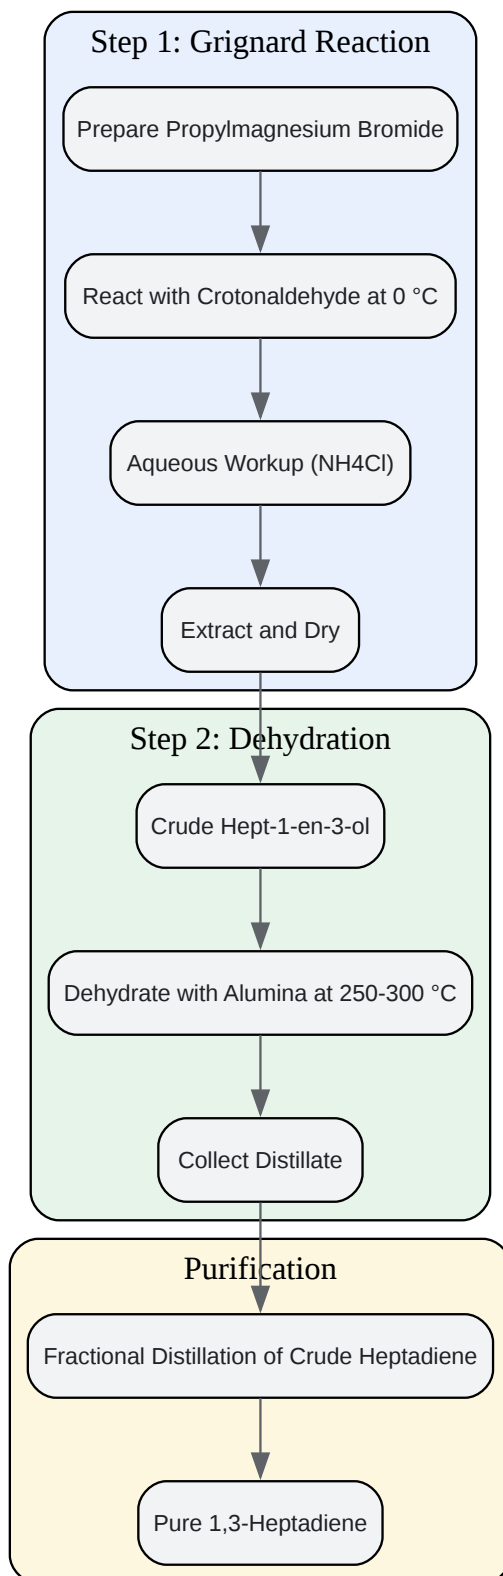 Step 1: Grignard Reaction
Prepare Propylmagnesium Bromide
React with Crotonaldehyde at 0 °C
Aqueous Workup (NH4Cl)
Extract and Dry
Step 2: Dehydration
Crude Hept-1-en-3-ol
Dehydrate with Alumina at 250-300 °C
Collect Distillate
Purification
Fractional Distillation of Crude Heptadiene
Pure 1,3-Heptadiene